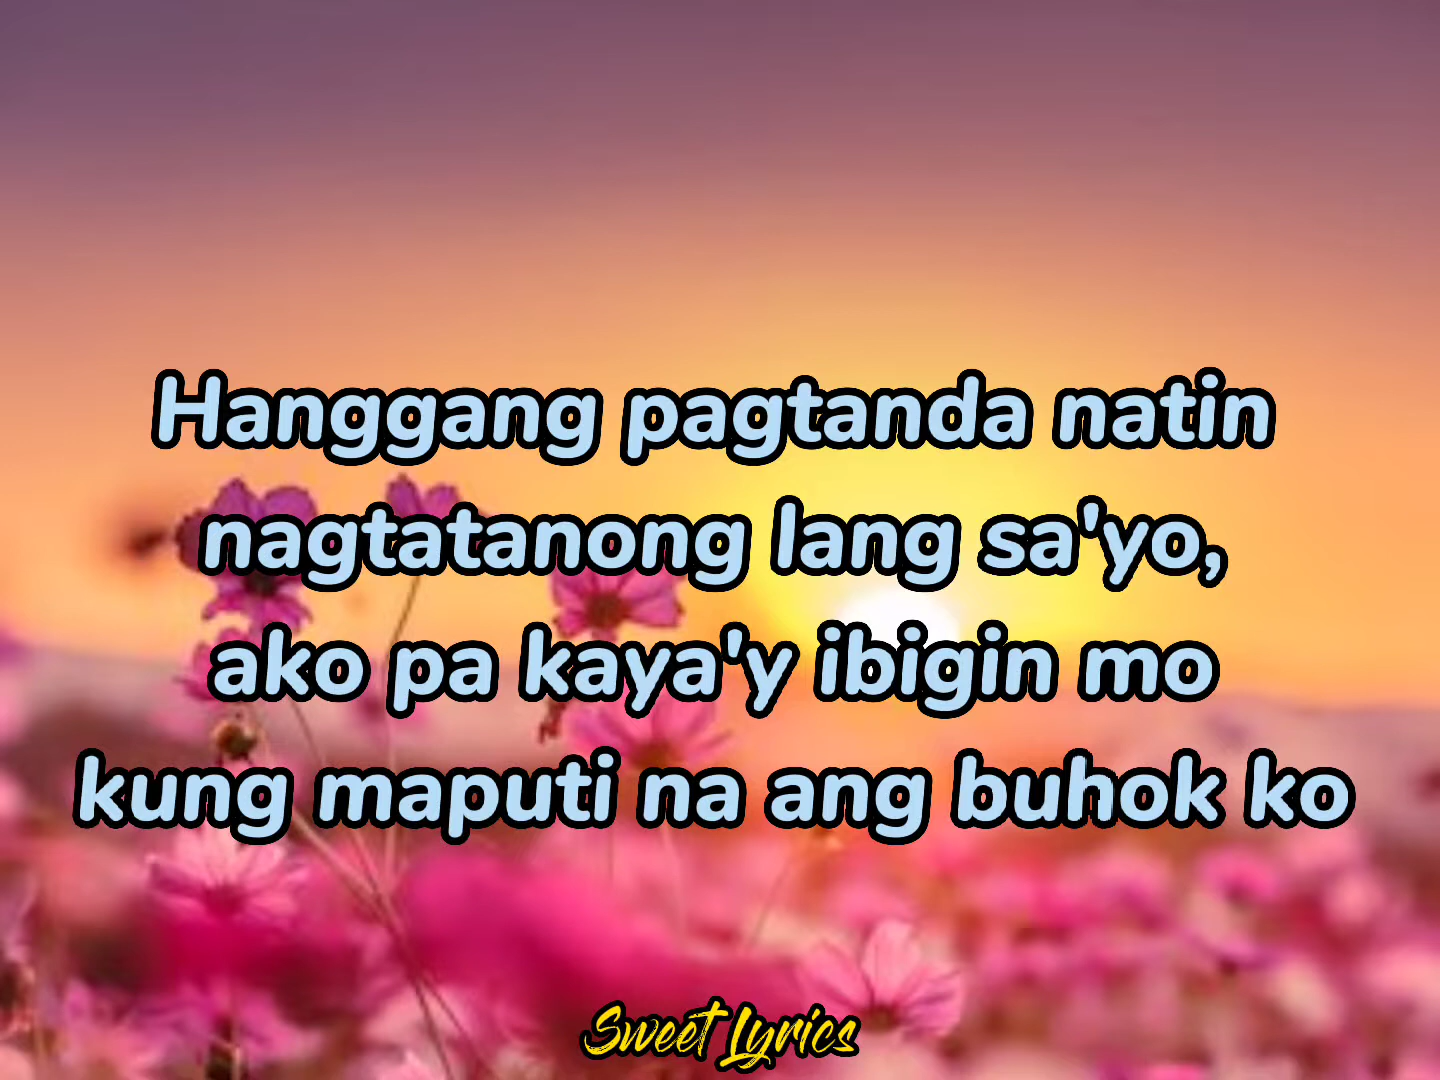 Hanggang pagtanda natin
nagtatanong lang sa'yo,
ako pa kaya'y ibigin mo
kung maputi na ang buhok ko
Sweet Lyrics